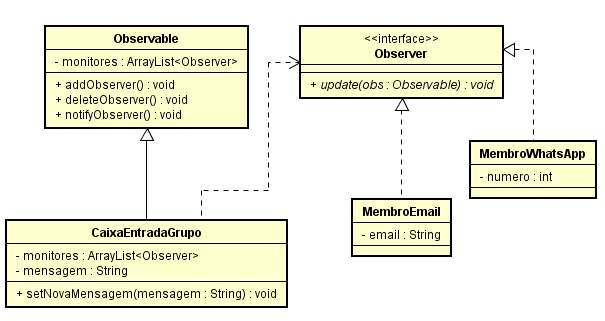 Observable
- monitores : ArrayList<Observer>
+ addObserver() : void
+ deleteObserver() : void
+ notifyObserver() : void
<<interface>>
Observer
+ update(obs : Observable) : void
MembroWhatsApp
- numero : int
MembroEmail
- email : String
CaixaEntradaGrupo
- monitores : ArrayList<Observer>
- mensagem : String
+ setNovaMensagem(mensagem : String) : void